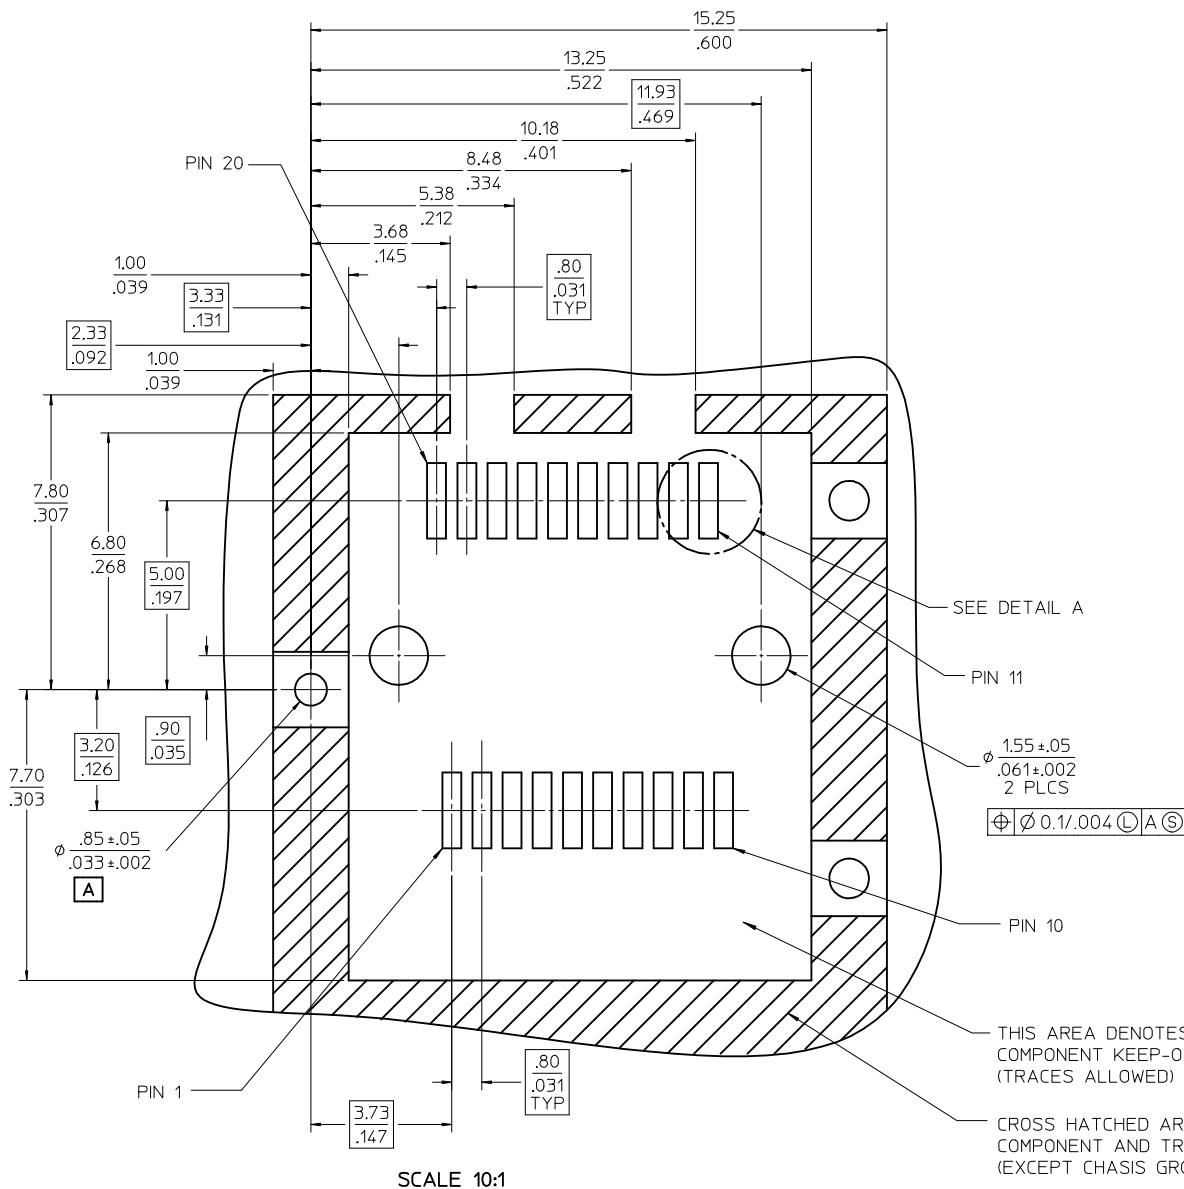 15.25
.600
13.25
.522
11.93
.469
10.18
.401
PIN 20
8.48
.334
5.38
.212
3.68
.145
1.00
.039
.80
.031
TYP
3.33
.131
2.33
.092
1.00
.039
7.80
.307
6.80
.268
5.00
.197
SEE DETAIL A
PIN 11
.90
.035
3.20
.126
7.70
.303
⌀ 1.55±.05
.061±.002
2 PLCS
⌖ ⌀ 0.1/.004 Ⓛ A Ⓢ
⌀ .85±.05
.033±.002
A
PIN 10
THIS AREA DENOTES
COMPONENT KEEP-O
(TRACES ALLOWED)
PIN 1
.80
.031
TYP
3.73
.147
CROSS HATCHED AR
COMPONENT AND TR
(EXCEPT CHASIS GR
SCALE 10:1